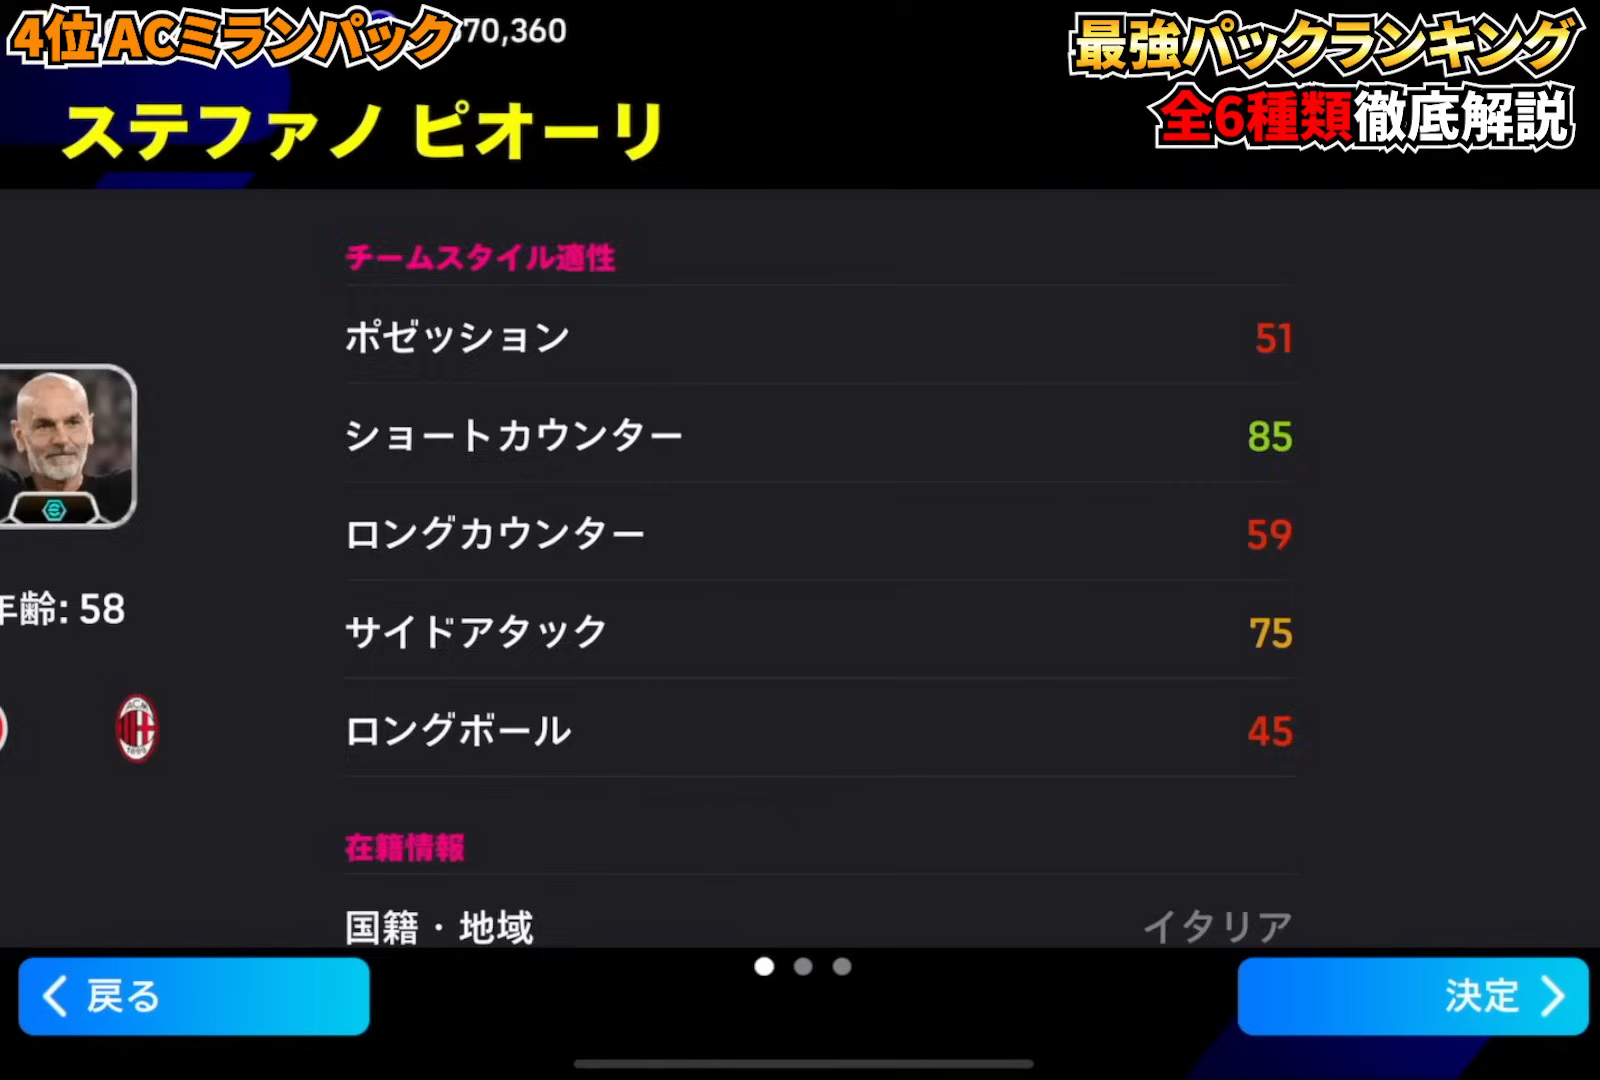 4位 ACミランパック
70,360
最強パックランキング
全6種類徹底解説
ステファノ ピオーリ
チームスタイル適性
ポゼッション 51
ショートカウンター 85
ロングカウンター 59
サイドアタック 75
ロングボール 45
年齢: 58
ACM
1899
在籍情報
国籍・地域 イタリア
戻る
決定